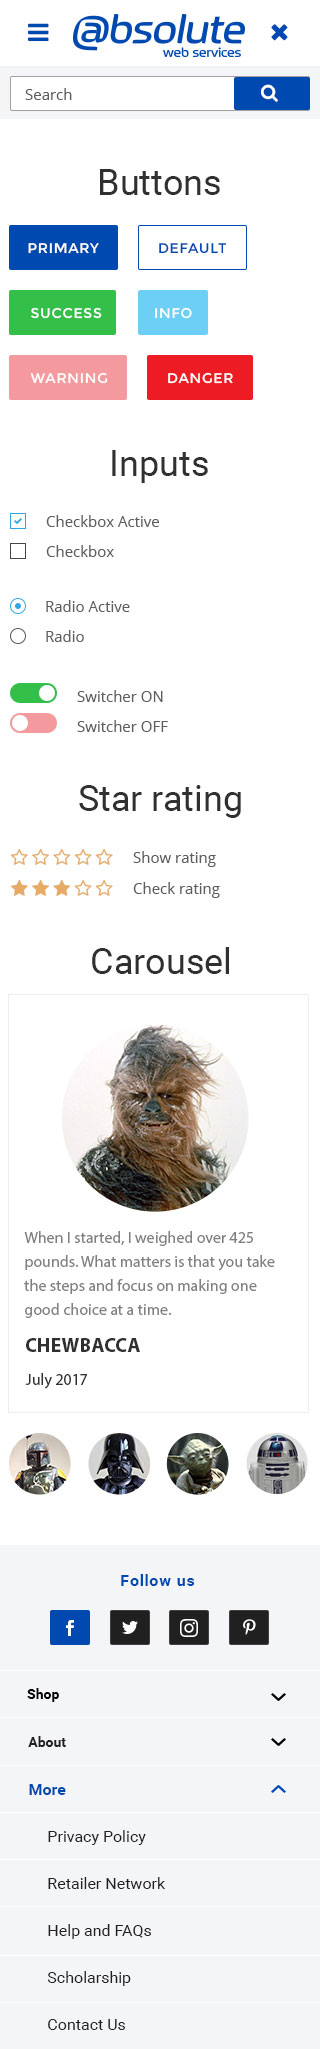 @bsolute
web services
Search
Buttons
PRIMARY
DEFAULT
SUCCESS
INFO
WARNING
DANGER
Inputs
Checkbox Active
Checkbox
Radio Active
Radio
Switcher ON
Switcher OFF
Star rating
Show rating
Check rating
Carousel
When I started, I weighed over 425
pounds. What matters is that you take
the steps and focus on making one
good choice at a time.
CHEWBACCA
July 2017
Follow us
Shop
About
More
Privacy Policy
Retailer Network
Help and FAQs
Scholarship
Contact Us